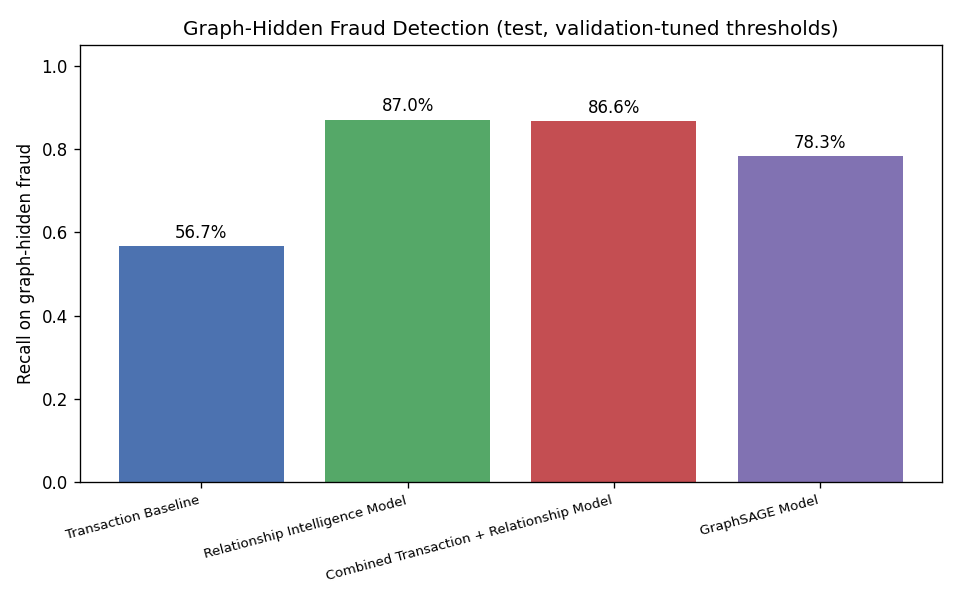 Graph-Hidden Fraud Detection (test, validation-tuned thresholds)
Recall on graph-hidden fraud
1.0
0.8
0.6
0.4
0.2
0.0
56.7%
87.0%
86.6%
78.3%
Transaction Baseline
Relationship Intelligence Model
Combined Transaction + Relationship Model
GraphSAGE Model